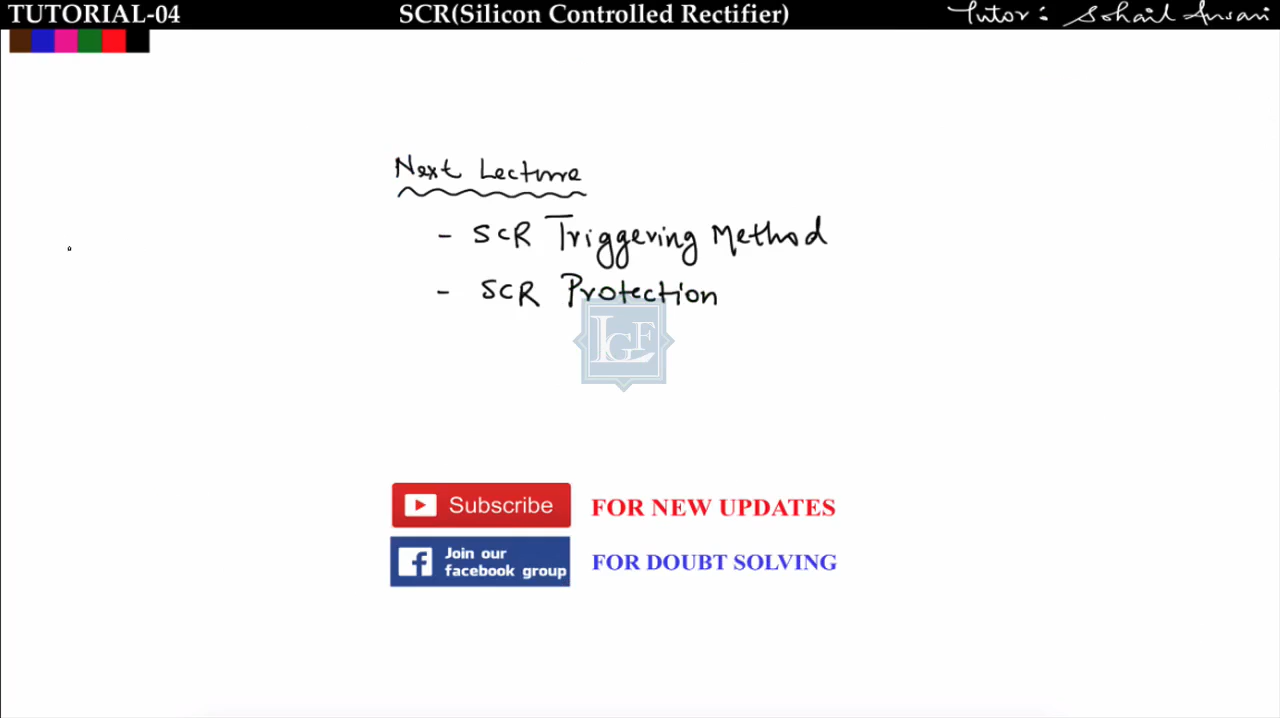 TUTORIAL-04 SCR(Silicon Controlled Rectifier) Tutor: Sohail Ansari
Next Lecture
- SCR Triggering Method
- SCR Protection
LGF
Subscribe FOR NEW UPDATES
Join our
facebook group FOR DOUBT SOLVING